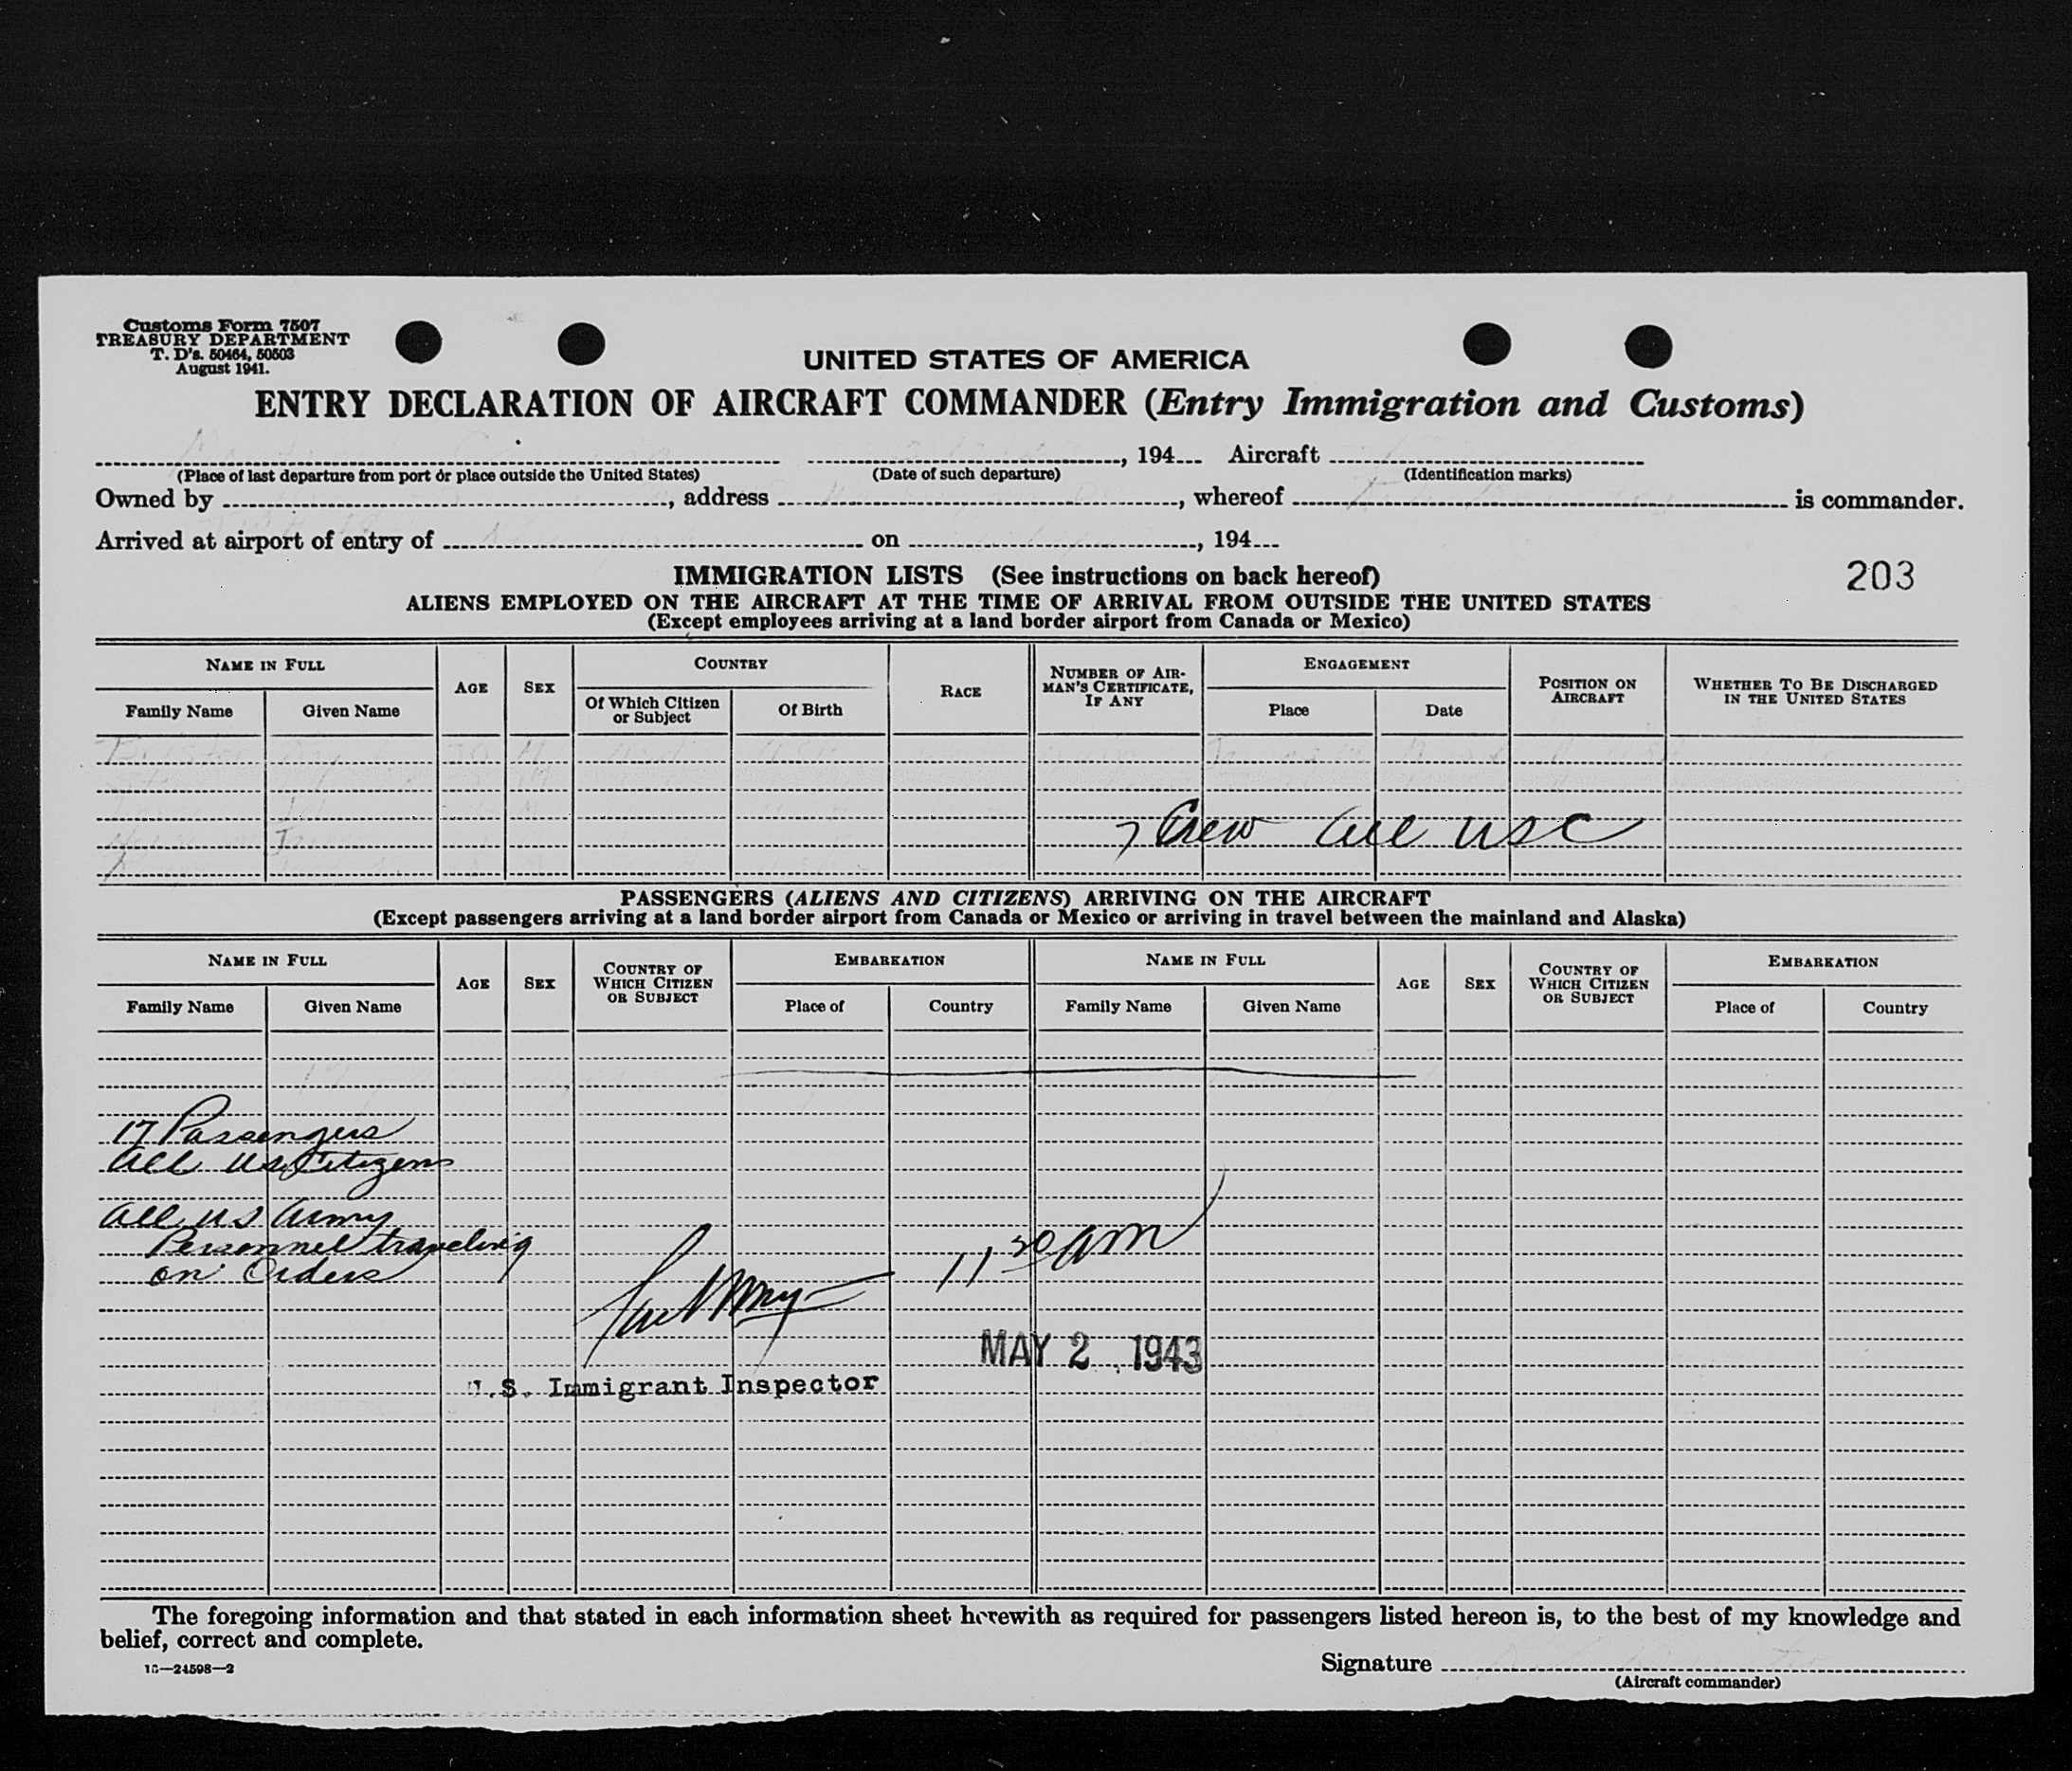 Customs Form 7507
TREASURY DEPARTMENT
T. D's. 50464, 50503
August 1941.
UNITED STATES OF AMERICA
ENTRY DECLARATION OF AIRCRAFT COMMANDER (Entry Immigration and Customs)
, 194 Aircraft
(Place of last departure from port or place outside the United States) (Date of such departure) (Identification marks)
Owned by , address , whereof is commander.
Arrived at airport of entry of on , 194
IMMIGRATION LISTS (See instructions on back hereof)
203
ALIENS EMPLOYED ON THE AIRCRAFT AT THE TIME OF ARRIVAL FROM OUTSIDE THE UNITED STATES
(Except employees arriving at a land border airport from Canada or Mexico)
NAME IN FULL
Family Name Given Name
AGE
SEX
COUNTRY
Of Which Citizen or Subject
Of Birth
RACE
NUMBER OF AIRMAN'S CERTIFICATE, IF ANY
ENGAGEMENT
Place Date
POSITION ON AIRCRAFT
WHETHER TO BE DISCHARGED IN THE UNITED STATES
7 Crew all USC
PASSENGERS (ALIENS AND CITIZENS) ARRIVING ON THE AIRCRAFT
(Except passengers arriving at a land border airport from Canada or Mexico or arriving in travel between the mainland and Alaska)
NAME IN FULL
Family Name Given Name
AGE
SEX
COUNTRY OF WHICH CITIZEN OR SUBJECT
EMBARKATION
Place of Country
NAME IN FULL
Family Name Given Name
AGE
SEX
COUNTRY OF WHICH CITIZEN OR SUBJECT
EMBARKATION
Place of Country
17 Passengers
all US Citizens
all US Army
Personnel traveling
on Orders
11 30 am
MAY 2 1943
U.S. Immigrant Inspector
The foregoing information and that stated in each information sheet herewith as required for passengers listed hereon is, to the best of my knowledge and
belief, correct and complete.
16—24598—2
Signature
(Aircraft commander)